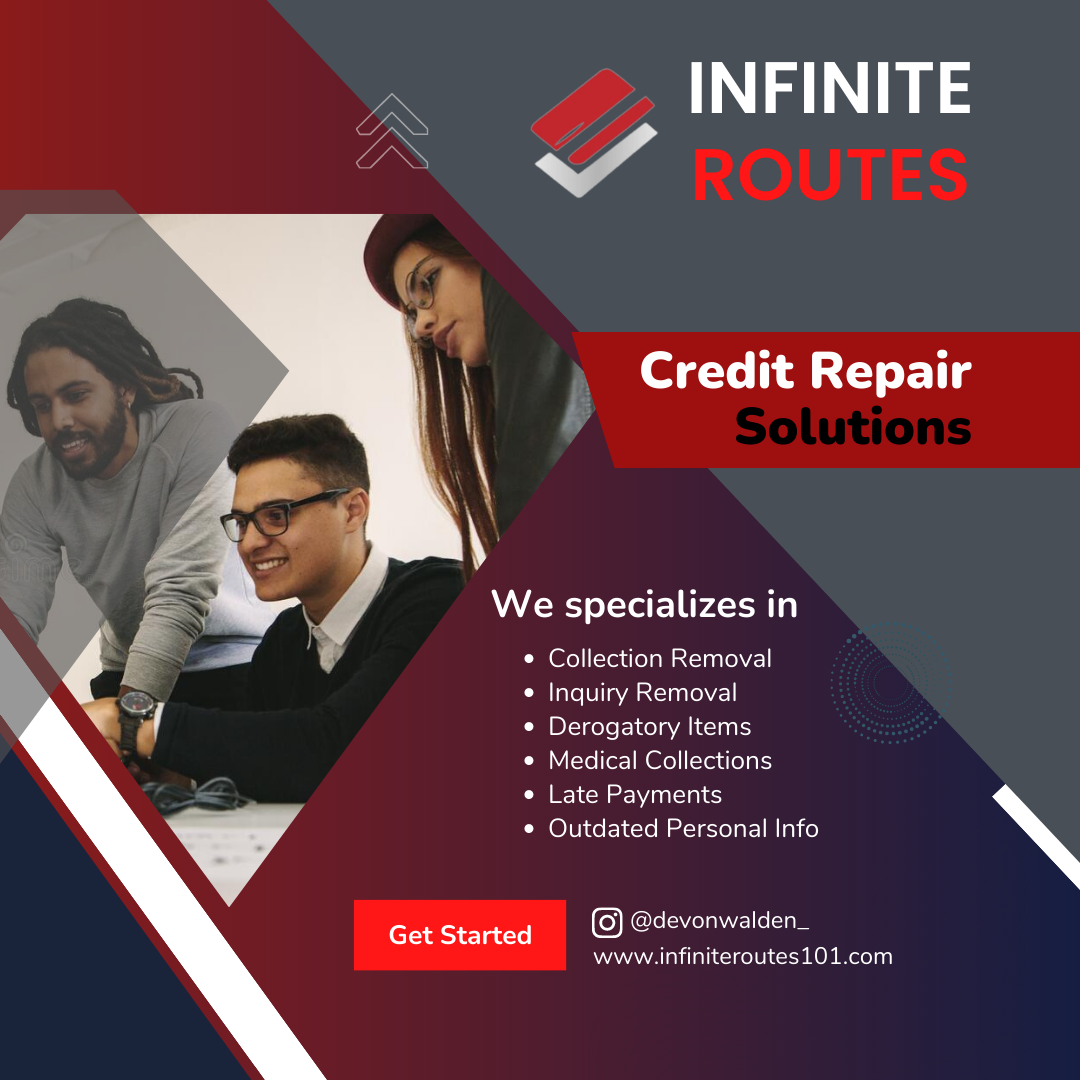 INFINITE
ROUTES
Credit Repair
Solutions
We specializes in
• Collection Removal
• Inquiry Removal
• Derogatory Items
• Medical Collections
• Late Payments
• Outdated Personal Info
Get Started
@devonwalden_
www.infiniteroutes101.com